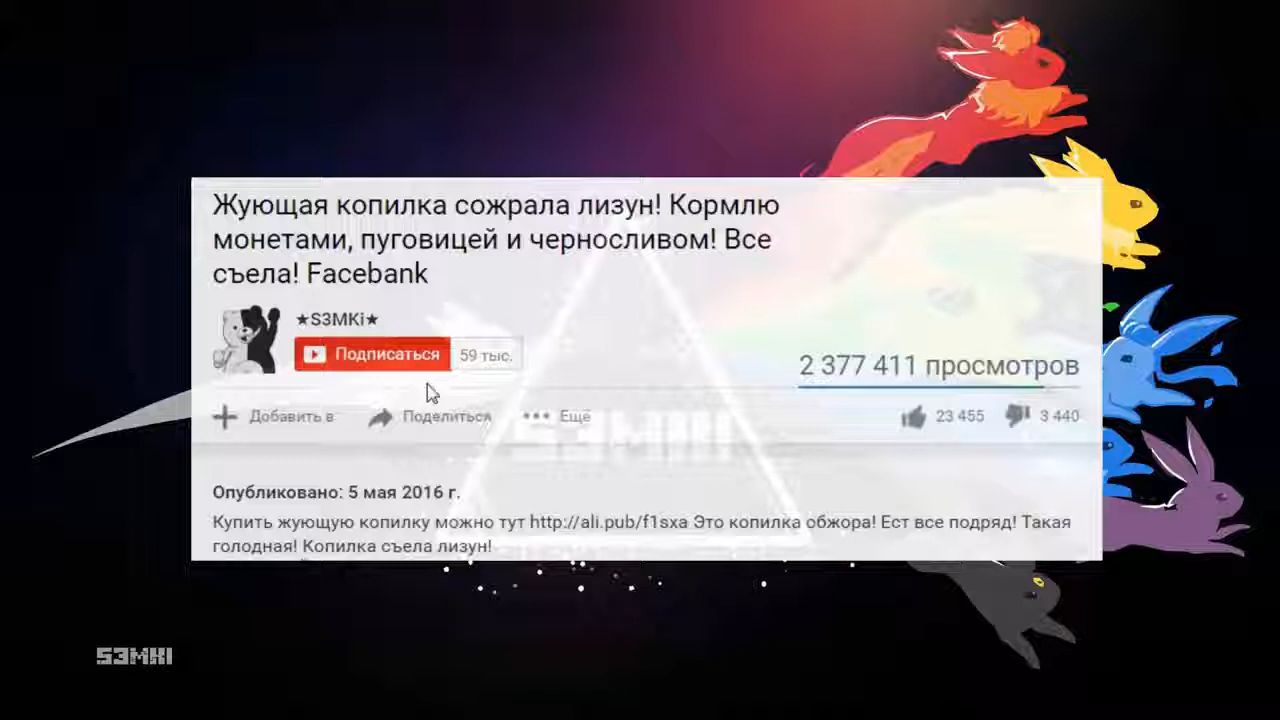 Жующая копилка сожрала лизун! Кормлю
монетами, пуговицей и черносливом! Все
съела! Facebank
★S3MKi★
Подписаться 59 тыс.
2 377 411 просмотров
Добавить в Поделиться Ещё 23 455 3 440
S3MKI
Опубликовано: 5 мая 2016 г.
Купить жующую копилку можно тут http://ali.pub/f1sxa Это копилка обжора! Ест все подряд! Такая
голодная! Копилка съела лизун!
S3MKI